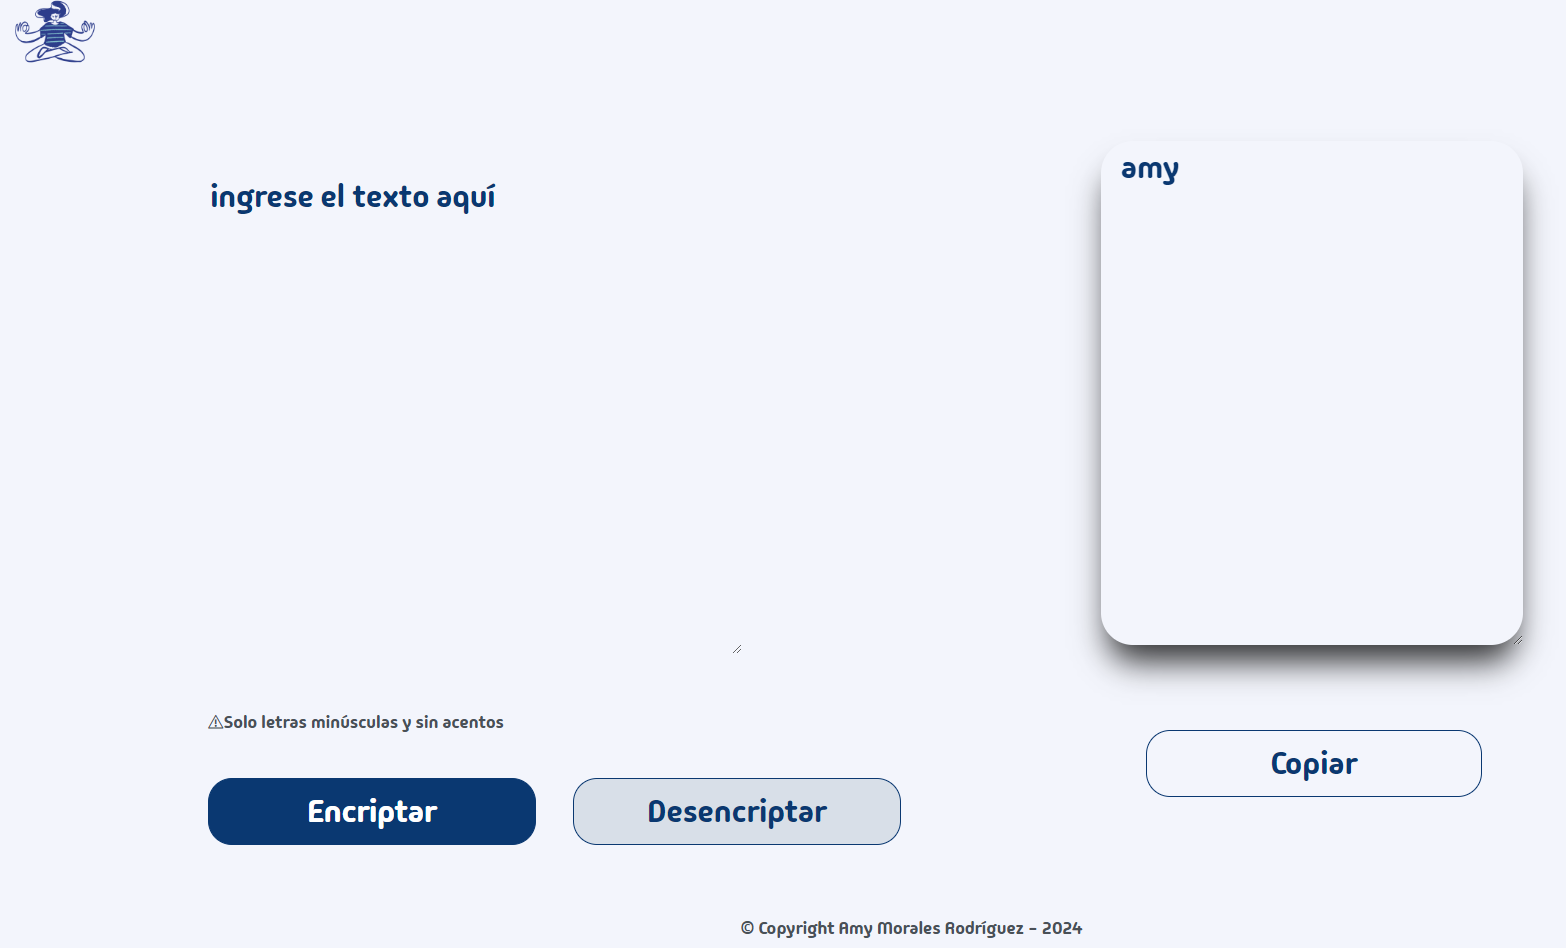 ingrese el texto aquí
amy
⚠Solo letras minúsculas y sin acentos
Encriptar
Desencriptar
Copiar
© Copyright Amy Morales Rodríguez - 2024